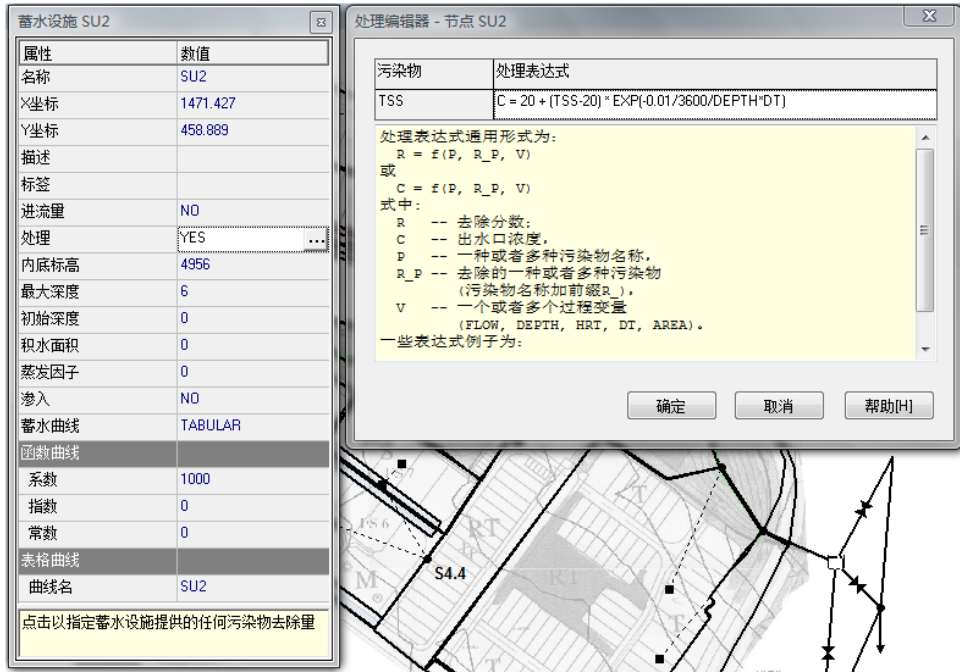 蓄水设施 SU2
属性 数值
名称 SU2
X坐标 1471.427
Y坐标 458.889
描述
标签
进流量 NO
处理 YES ...
内底标高 4956
最大深度 6
初始深度 0
积水面积 0
蒸发因子 0
渗入 NO
蓄水曲线 TABULAR
函数曲线
系数 1000
指数 0
常数 0
表格曲线
曲线名 SU2
点击以指定蓄水设施提供的任何污染物去除量
处理编辑器 - 节点 SU2
污染物 处理表达式
TSS C = 20 + (TSS-20) * EXP(-0.01/3600/DEPTH*DT)
处理表达式通用形式为:
R = f(P, R_P, V)
或
C = f(P, R_P, V)
式中:
R -- 去除分数;
C -- 出水口浓度,
P -- 一种或者多种污染物名称,
R_P -- 去除的一种或者多种污染物
(污染物名称加前缀R_),
V -- 一个或者多个过程变量
(FLOW, DEPTH, HRT, DT, AREA)。
一些表达式例子为:
确定 取消 帮助[H]
S4.4
RT
RT
M
T
T
T
T